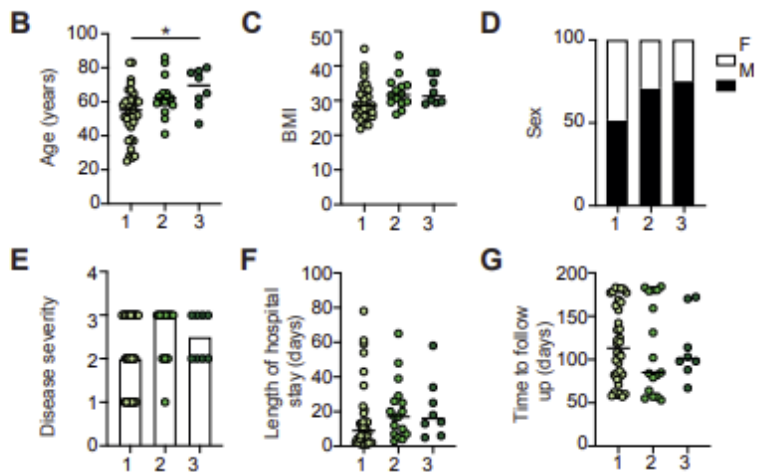 B
*
Age (years)
100
80
60
40
20
0
1 2 3
C
BMI
50
40
30
20
10
0
1 2 3
D
Sex
100
50
0
1 2 3
F
M
E
Disease severity
4
3
2
1
0
1 2 3
F
Length of hospital
stay (days)
100
80
60
40
20
0
1 2 3
G
Time to follow
up (days)
200
150
100
50
0
1 2 3